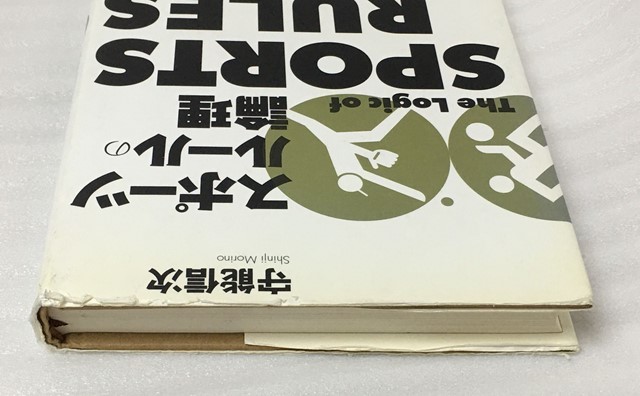 守能信次
Shinji Morino
スポーツ
ルールの
論理
The Logic of
SPORTS
RULES